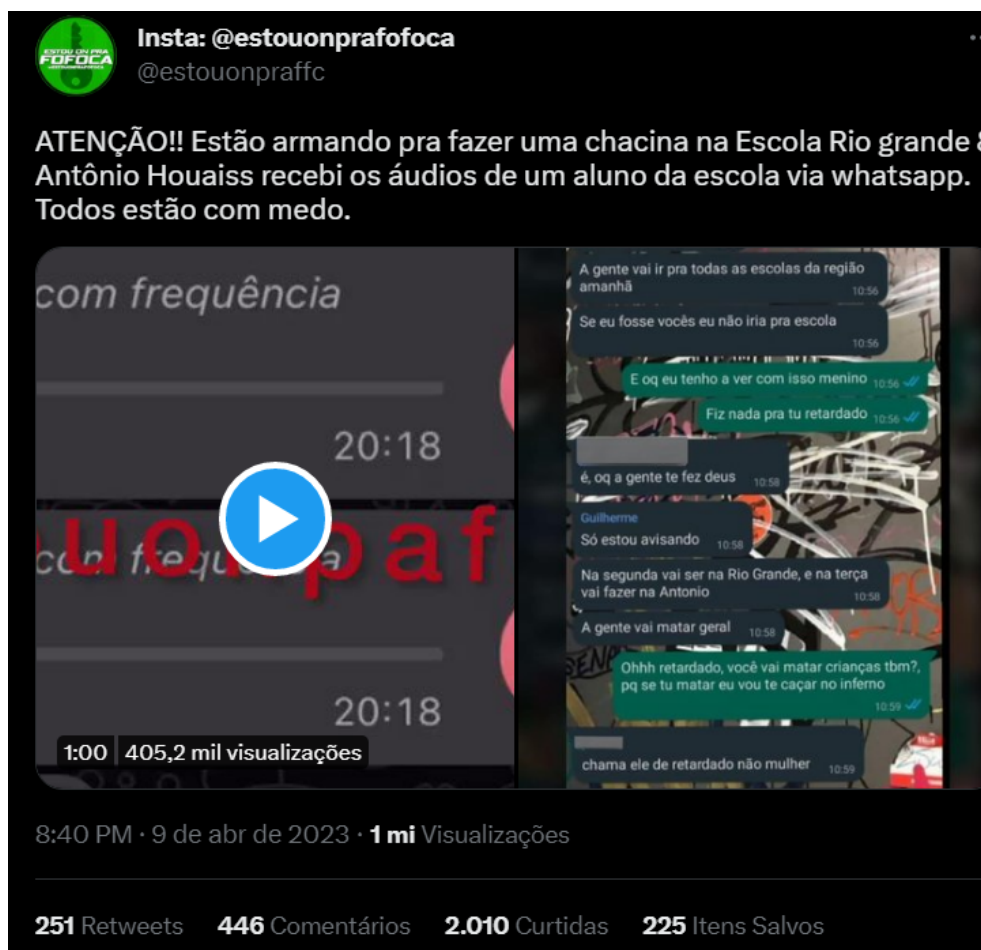 ESTOU ON PRA
FOFOCA
Insta: @estouonprafofoca
@estouonpraffc
ATENÇÃO!! Estão armando pra fazer uma chacina na Escola Rio grande
Antônio Houaiss recebi os áudios de um aluno da escola via whatsapp.
Todos estão com medo.
com frequência
20:18
uo paf
com frequência
20:18
1:00 405,2 mil visualizações
A gente vai ir pra todas as escolas da região
amanhã
10:56
Se eu fosse vocês eu não iria pra escola
10:56
E oq eu tenho a ver com isso menino 10:56
Fiz nada pra tu retardado 10:56
é, oq a gente te fez deus 10:58
Guilherme
Só estou avisando 10:58
Na segunda vai ser na Rio Grande, e na terça
vai fazer na Antonio 10:58
A gente vai matar geral 10:58
Ohhh retardado, você vai matar crianças tbm?,
pq se tu matar eu vou te caçar no inferno
10:59
chama ele de retardado não mulher 10:59
8:40 PM · 9 de abr de 2023 · 1 mi Visualizações
251 Retweets 446 Comentários 2.010 Curtidas 225 Itens Salvos